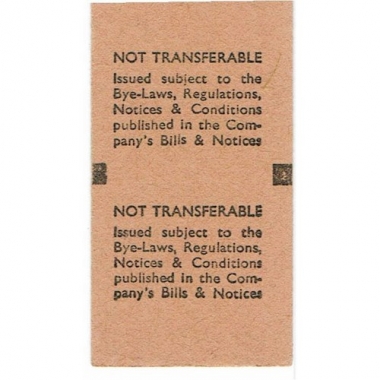 NOT TRANSFERABLE
Issued subject to the
Bye-Laws, Regulations,
Notices & Conditions
published in the Com-
pany's Bills & Notices
NOT TRANSFERABLE
Issued subject to the
Bye-Laws, Regulations,
Notices & Conditions
published in the Com-
pany's Bills & Notices